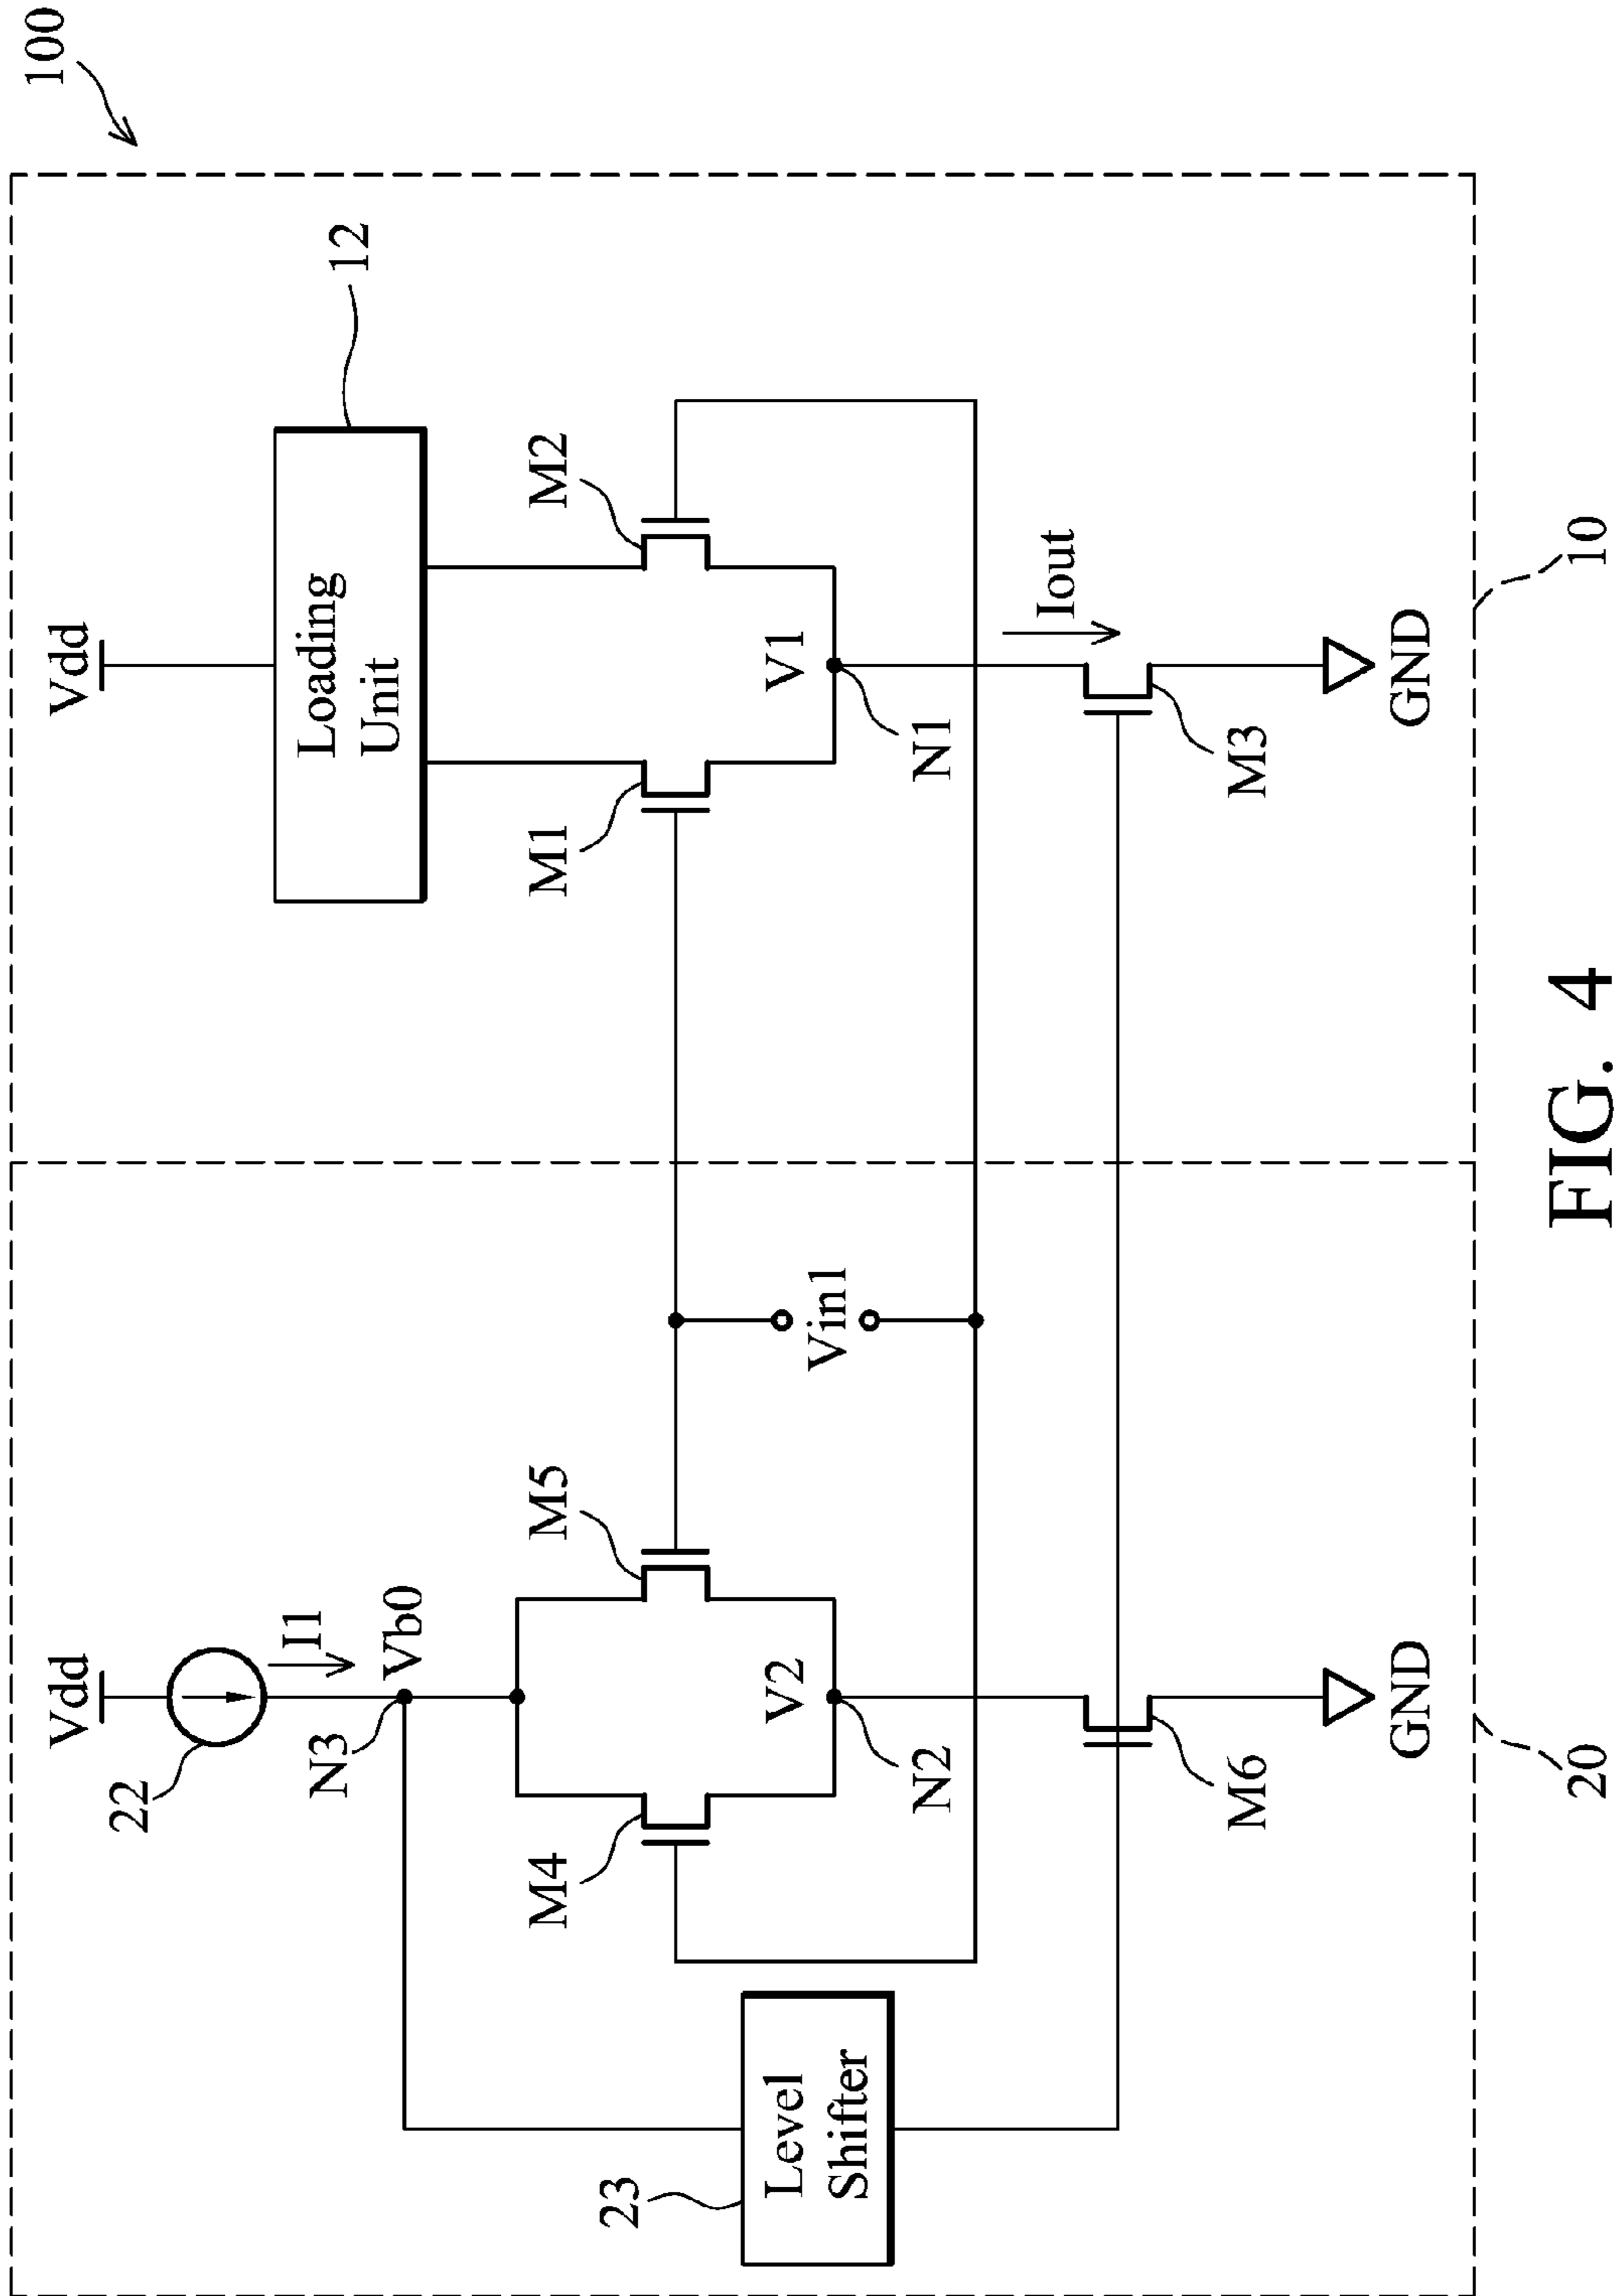 100
Vdd
Vdd
22
I1
N3
Vb0
Loading
Unit
12
M4
M5
M1
M2
V2
V1
N2
N1
Vin1
Level
Shifter
23
Iout
M6
M3
GND
GND
20
10
FIG. 4